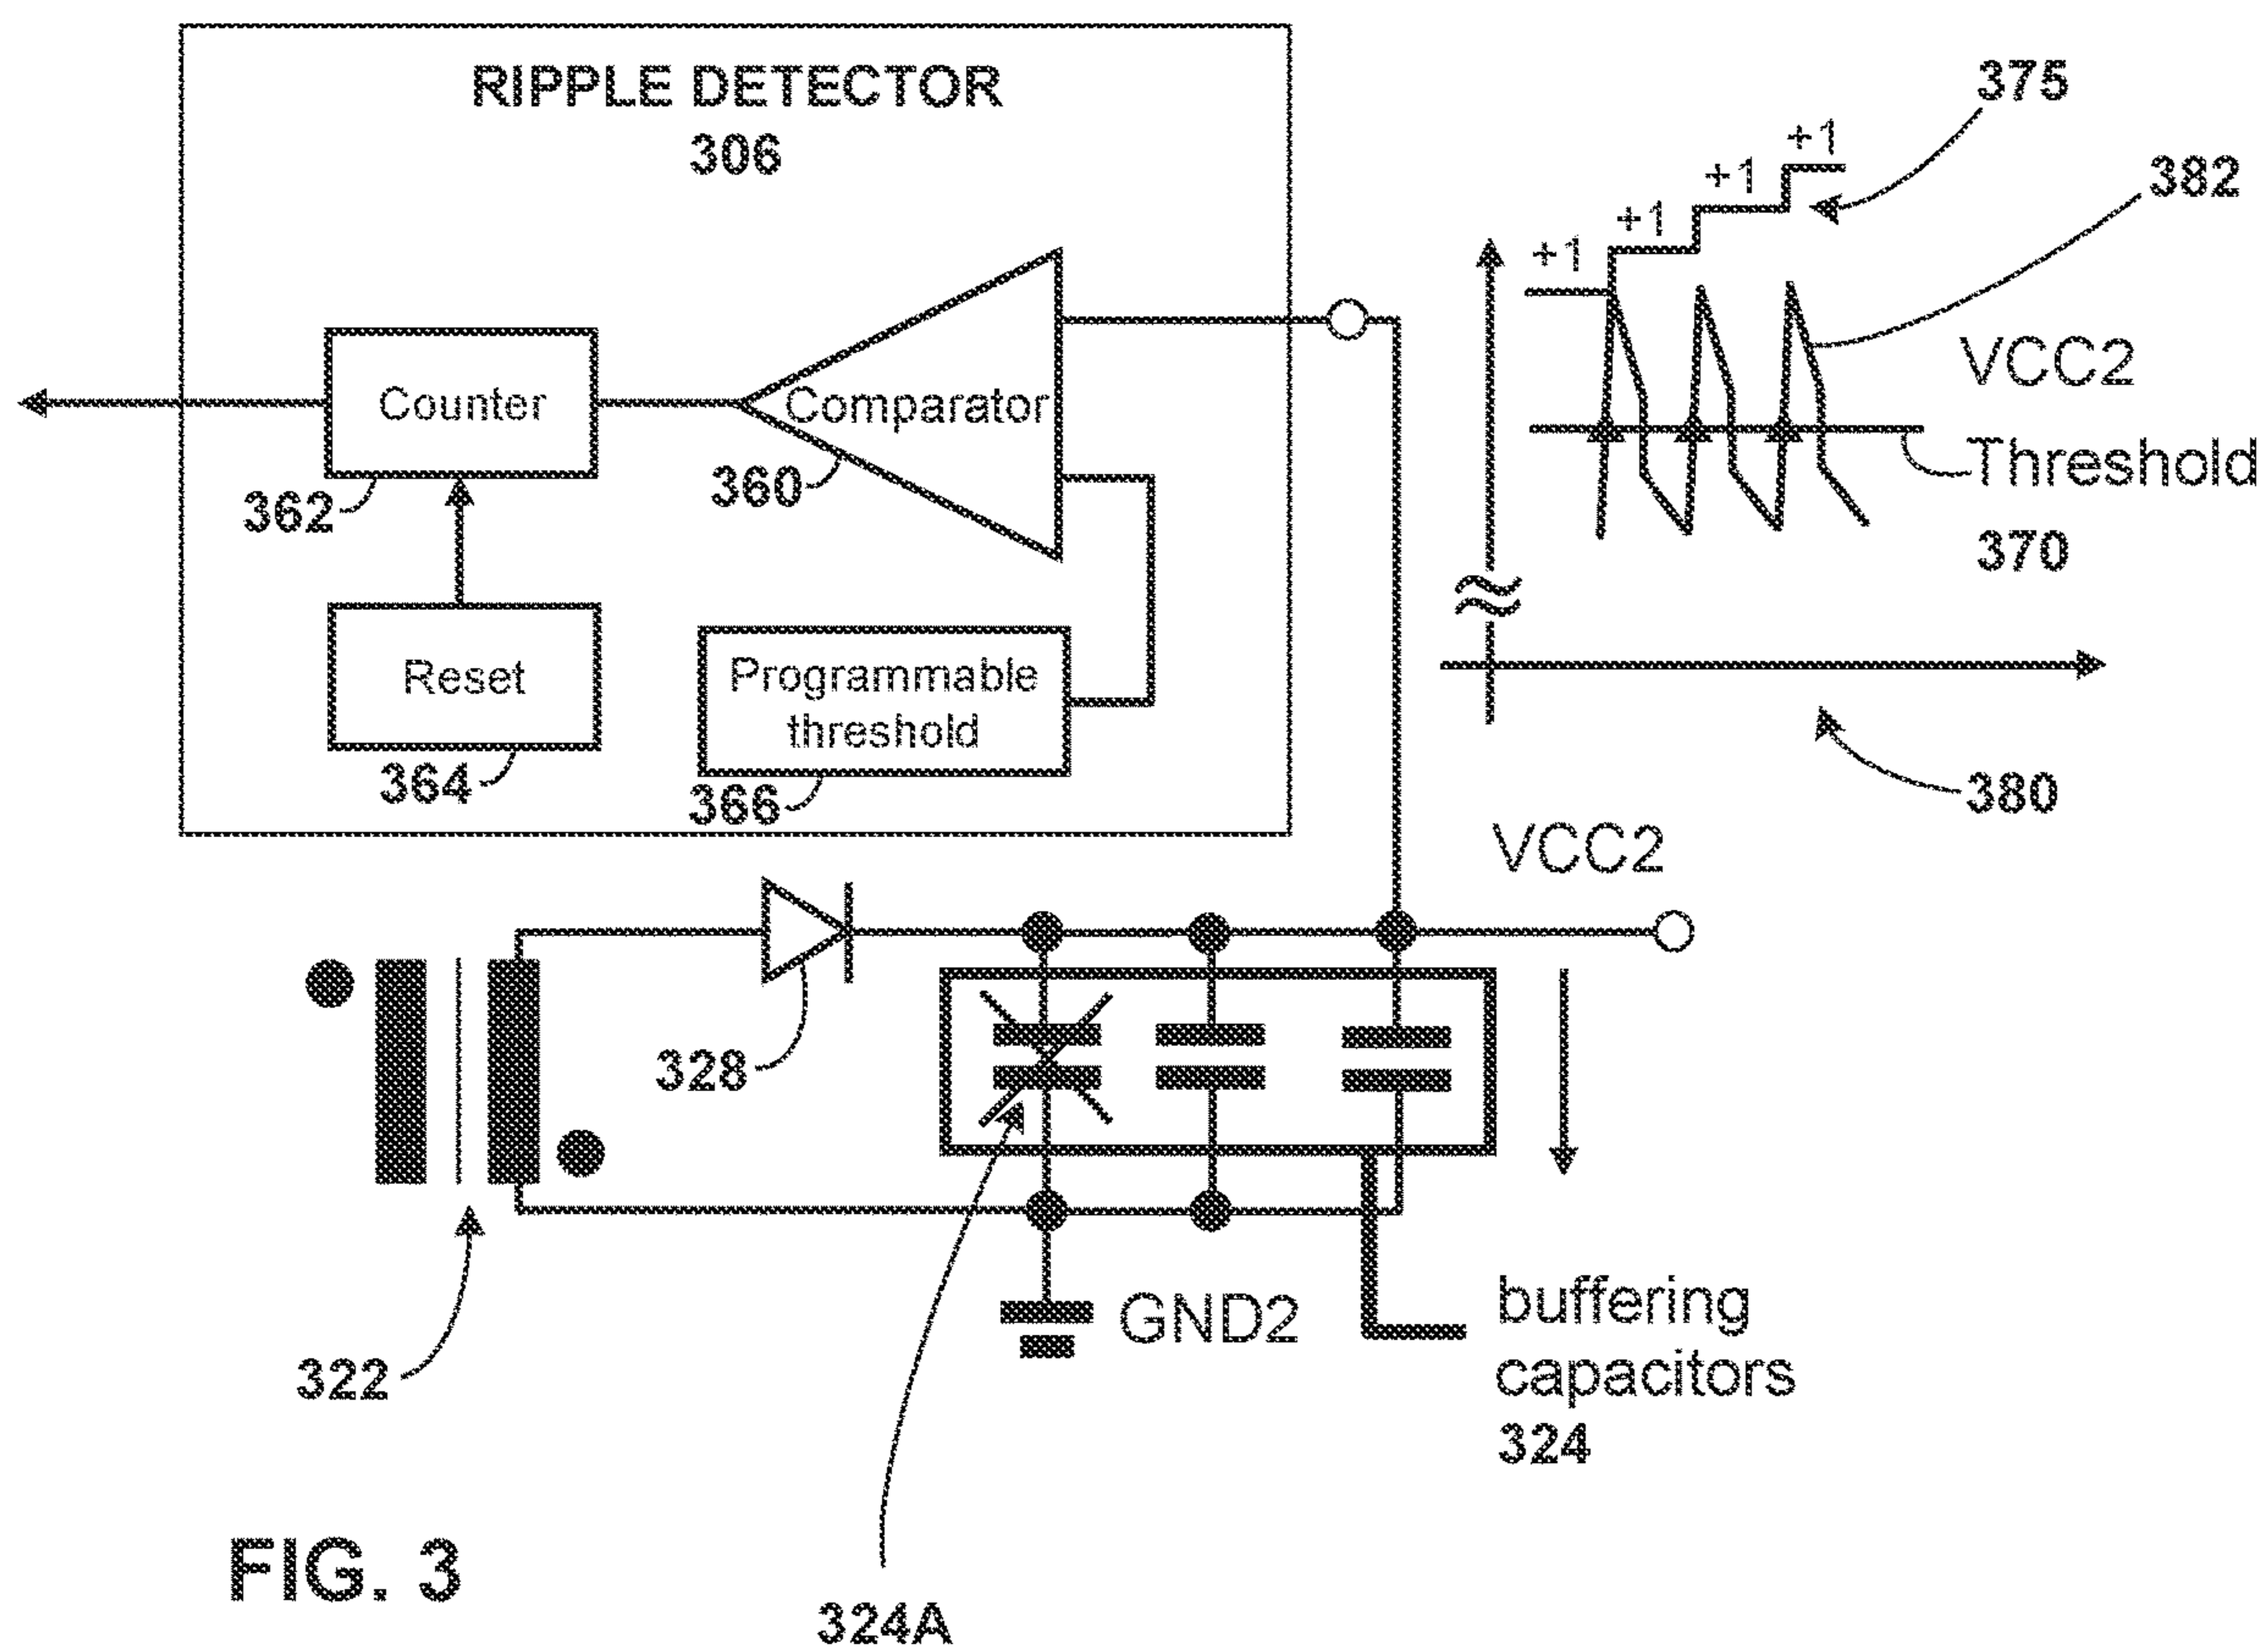 RIPPLE DETECTOR
306
375
+1
+1
+1
+1
382
VCC2
Threshold
370
380
Counter
362
Comparator
360
Reset
364
Programmable
threshold
366
VCC2
328
322
GND2
buffering
capacitors
324
324A
FIG. 3